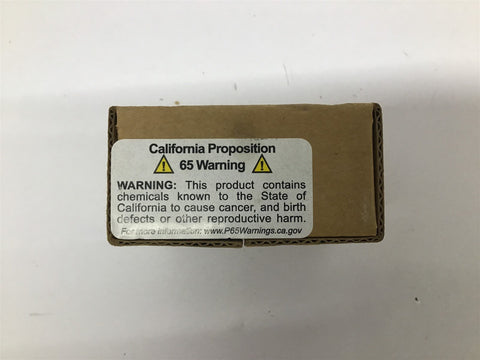 California Proposition
65 Warning
WARNING: This product contains
chemicals known to the State of
California to cause cancer, and birth
defects or other reproductive harm.
For more information: www.P65Warnings.ca.gov